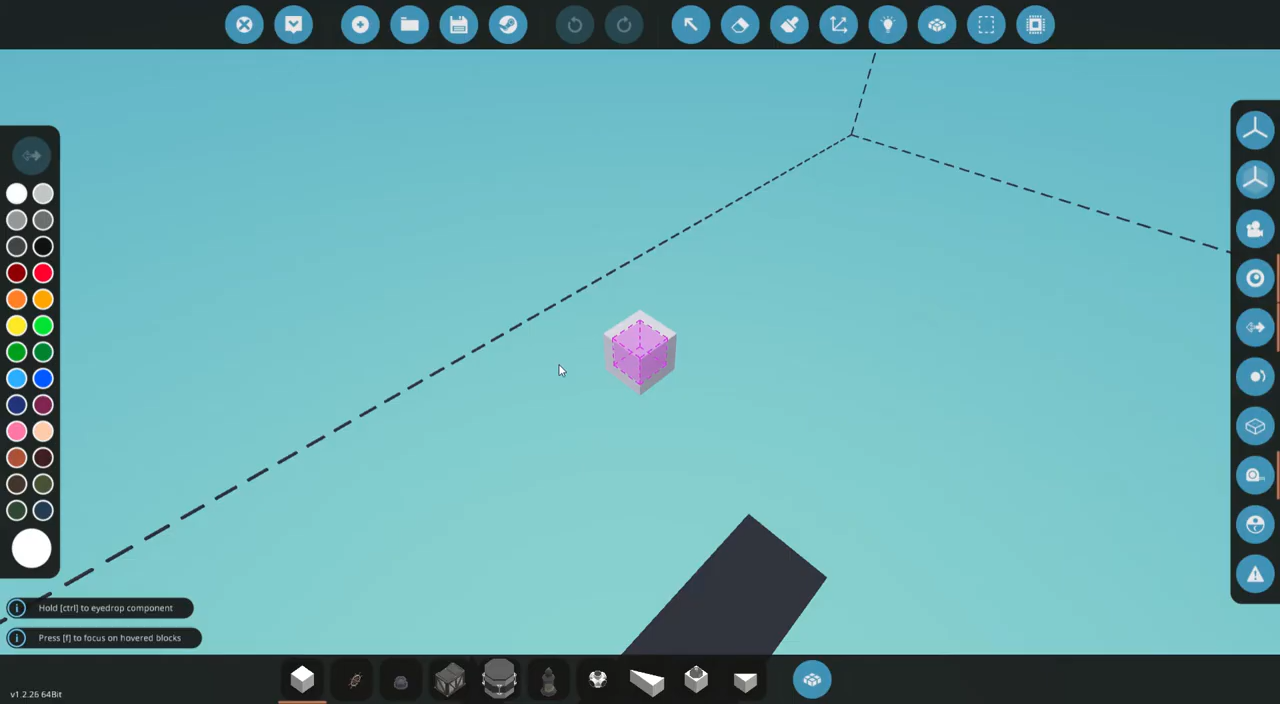 Hold [ctrl] to eyedrop component
Press [f] to focus on hovered blocks
v1.2.26 64Bit